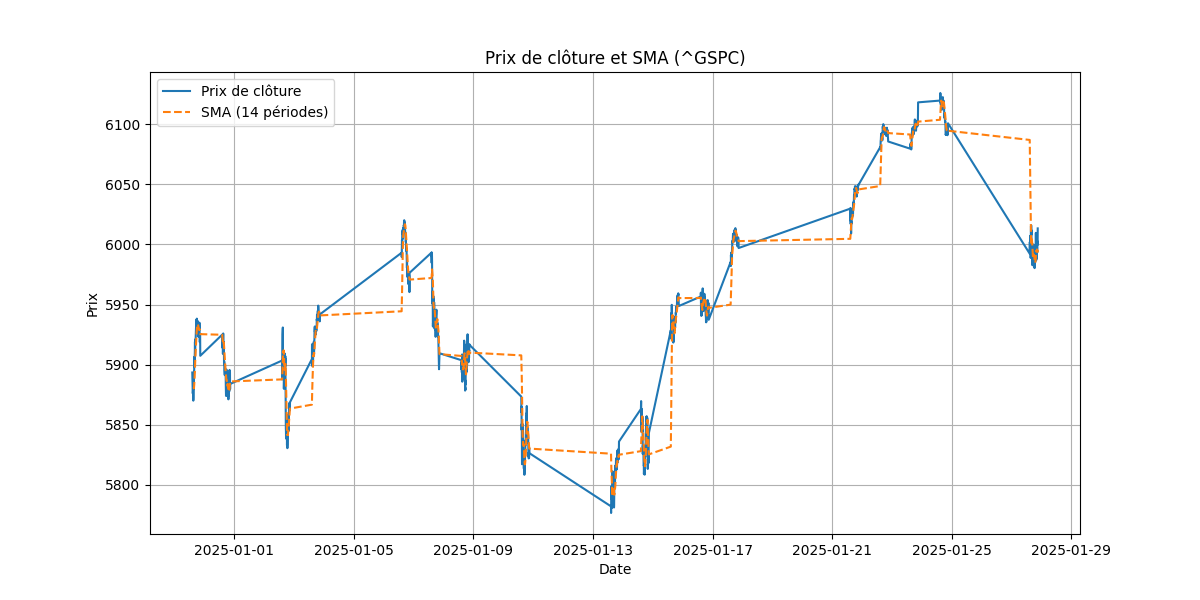 Prix de clôture et SMA (^GSPC)
Prix de clôture
SMA (14 périodes)
Prix
6100
6050
6000
5950
5900
5850
5800
2025-01-01 2025-01-05 2025-01-09 2025-01-13 2025-01-17 2025-01-21 2025-01-25 2025-01-29
Date